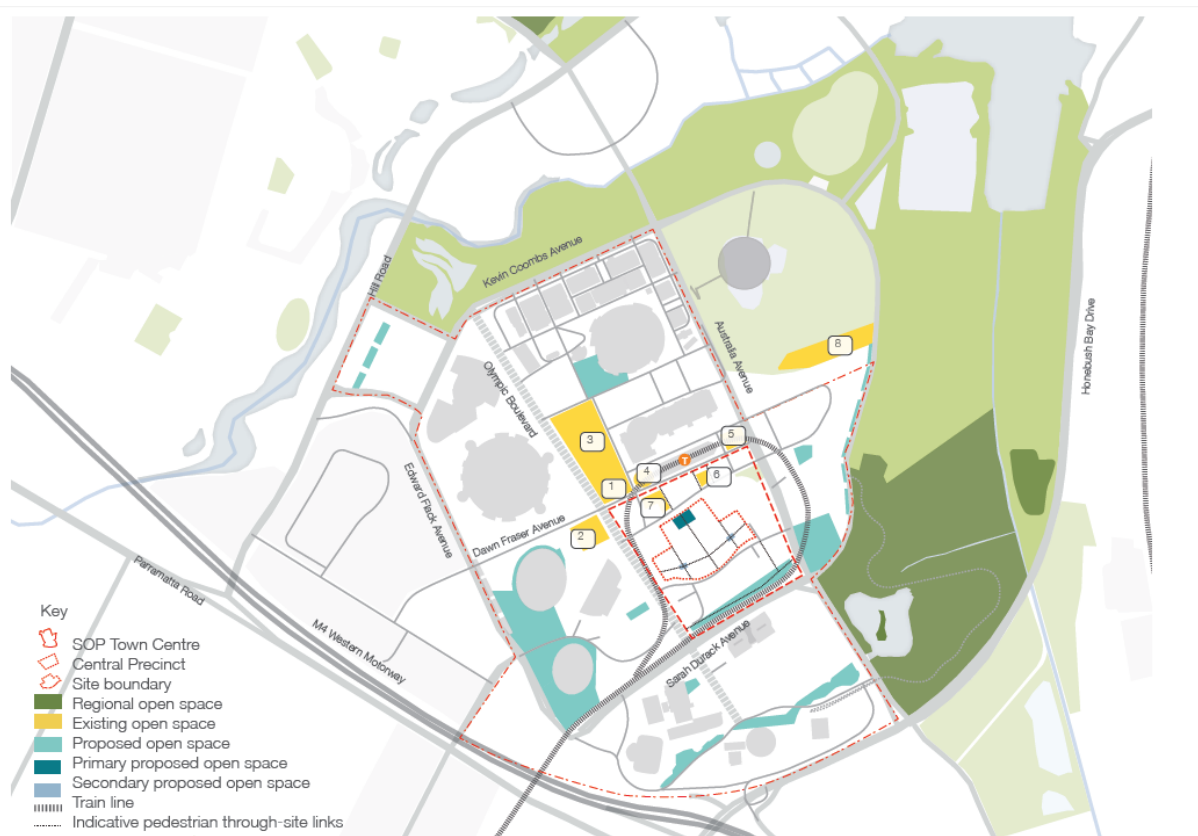 Kevin Coombs Avenue
Hill Road
Australia Avenue
Honebush Bay Drive
8
Olympic Boulevard
3
5
T
4
6
1
7
Edward Flack Avenue
2
Dawn Fraser Avenue
Parramatta Road
M4 Western Motorway
Sarah Durack Avenue
Key
SOP Town Centre
Central Precinct
Site boundary
Regional open space
Existing open space
Proposed open space
Primary proposed open space
Secondary proposed open space
Train line
Indicative pedestrian through-site links